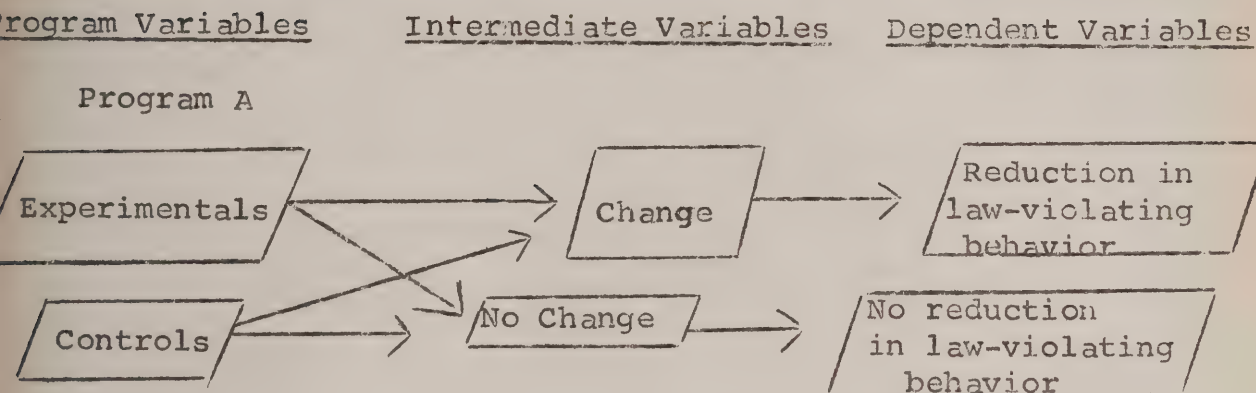 Program Variables Intermediate Variables Dependent Variables
Program A
Experimentals
Change
Reduction in
law-violating
behavior
Controls
No Change
No reduction
in law-violating
behavior